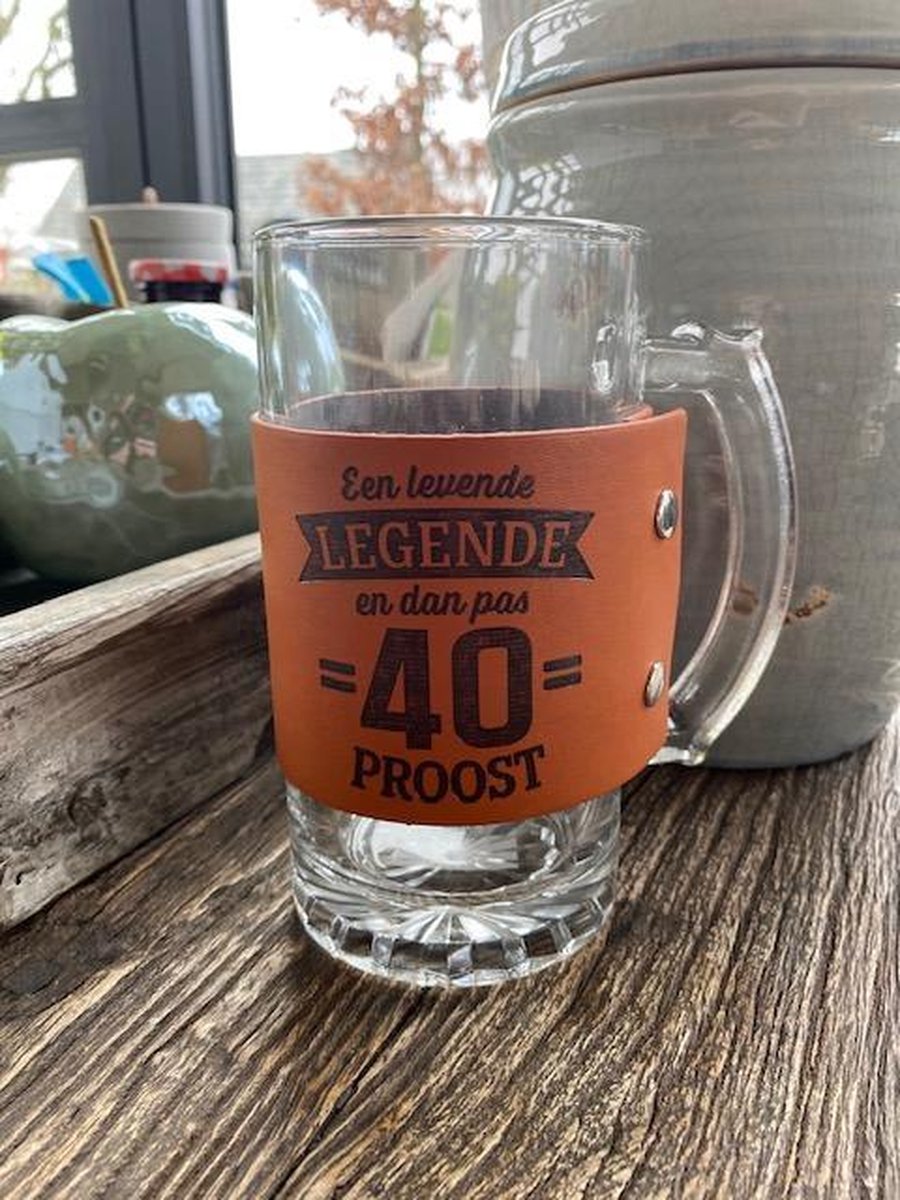 Een levende
LEGENDE
en dan pas
=40=
PROOST